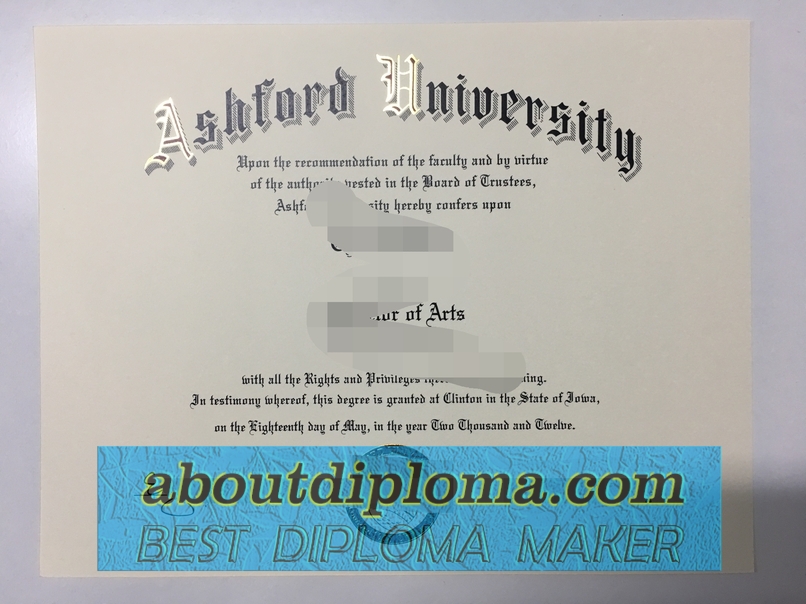 Ashford University
Upon the recommendation of the faculty and by virtue
of the vested in the Board of Trustees,
hereby confers upon
of Arts
with all the Rights and Privileges
In testimony whereof, this degree is granted at Clinton in the State of Iowa,
on the Eighteenth day of May, in the year Two Thousand and Twelve.
aboutdiploma.com
BEST DIPLOMA MAKER